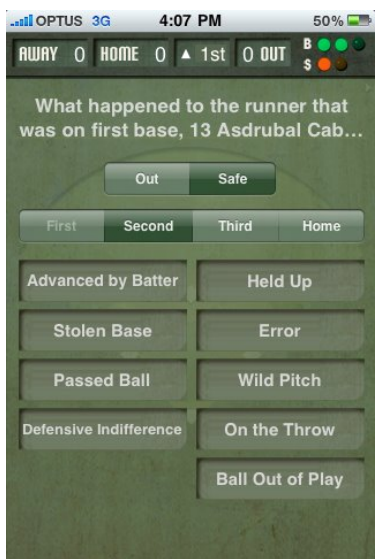 OPTUS 3G 4:07 PM 50%
AWAY 0 HOME 0 ▲ 1st 0 OUT B S
What happened to the runner that
was on first base, 13 Asdrubal Cab...
Out Safe
First Second Third Home
Advanced by Batter Held Up
Stolen Base Error
Passed Ball Wild Pitch
Defensive Indifference On the Throw
Ball Out of Play